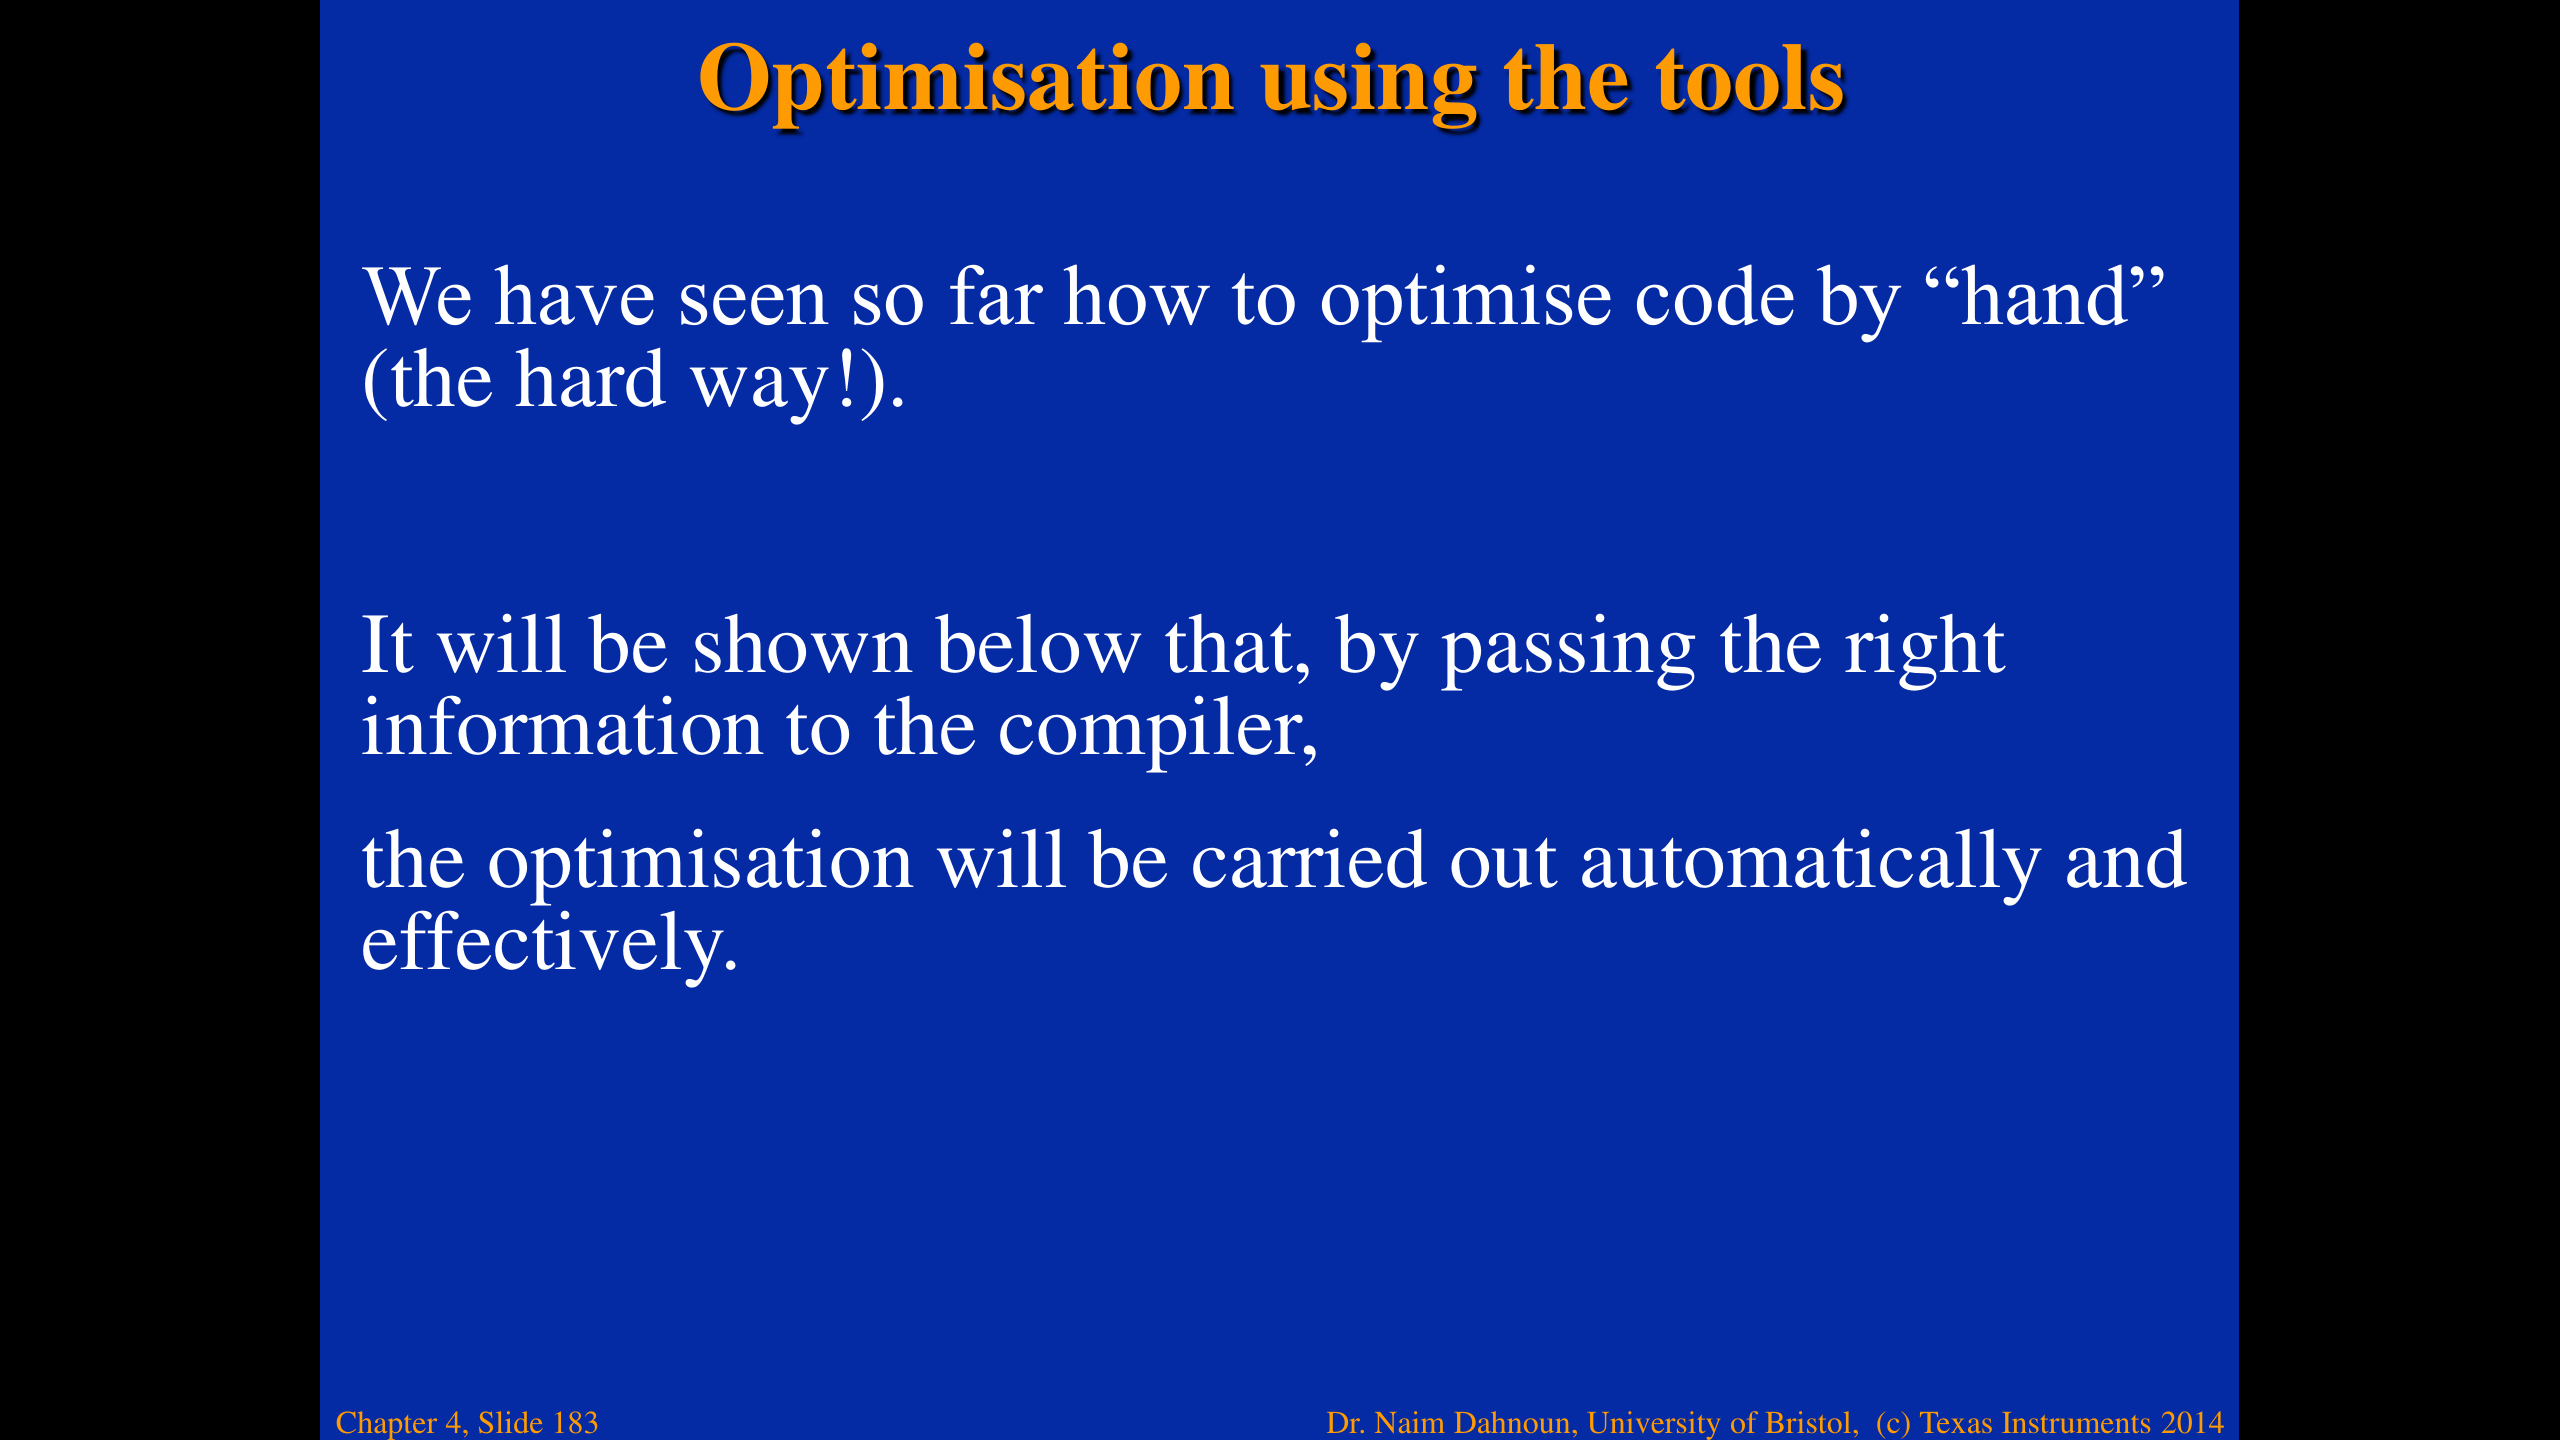 Optimisation using the tools
We have seen so far how to optimise code by “hand”
(the hard way!).
It will be shown below that, by passing the right
information to the compiler,
the optimisation will be carried out automatically and
effectively.
Chapter 4, Slide 183
Dr. Naim Dahnoun, University of Bristol,  (c) Texas Instruments 2014